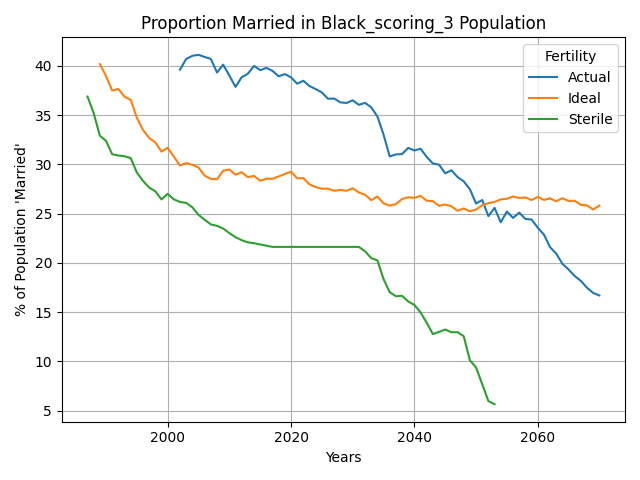 Proportion Married in Black_scoring_3 Population
% of Population 'Married'
40
35
30
25
20
15
10
5
Fertility
Actual
Ideal
Sterile
2000 2020 2040 2060
Years